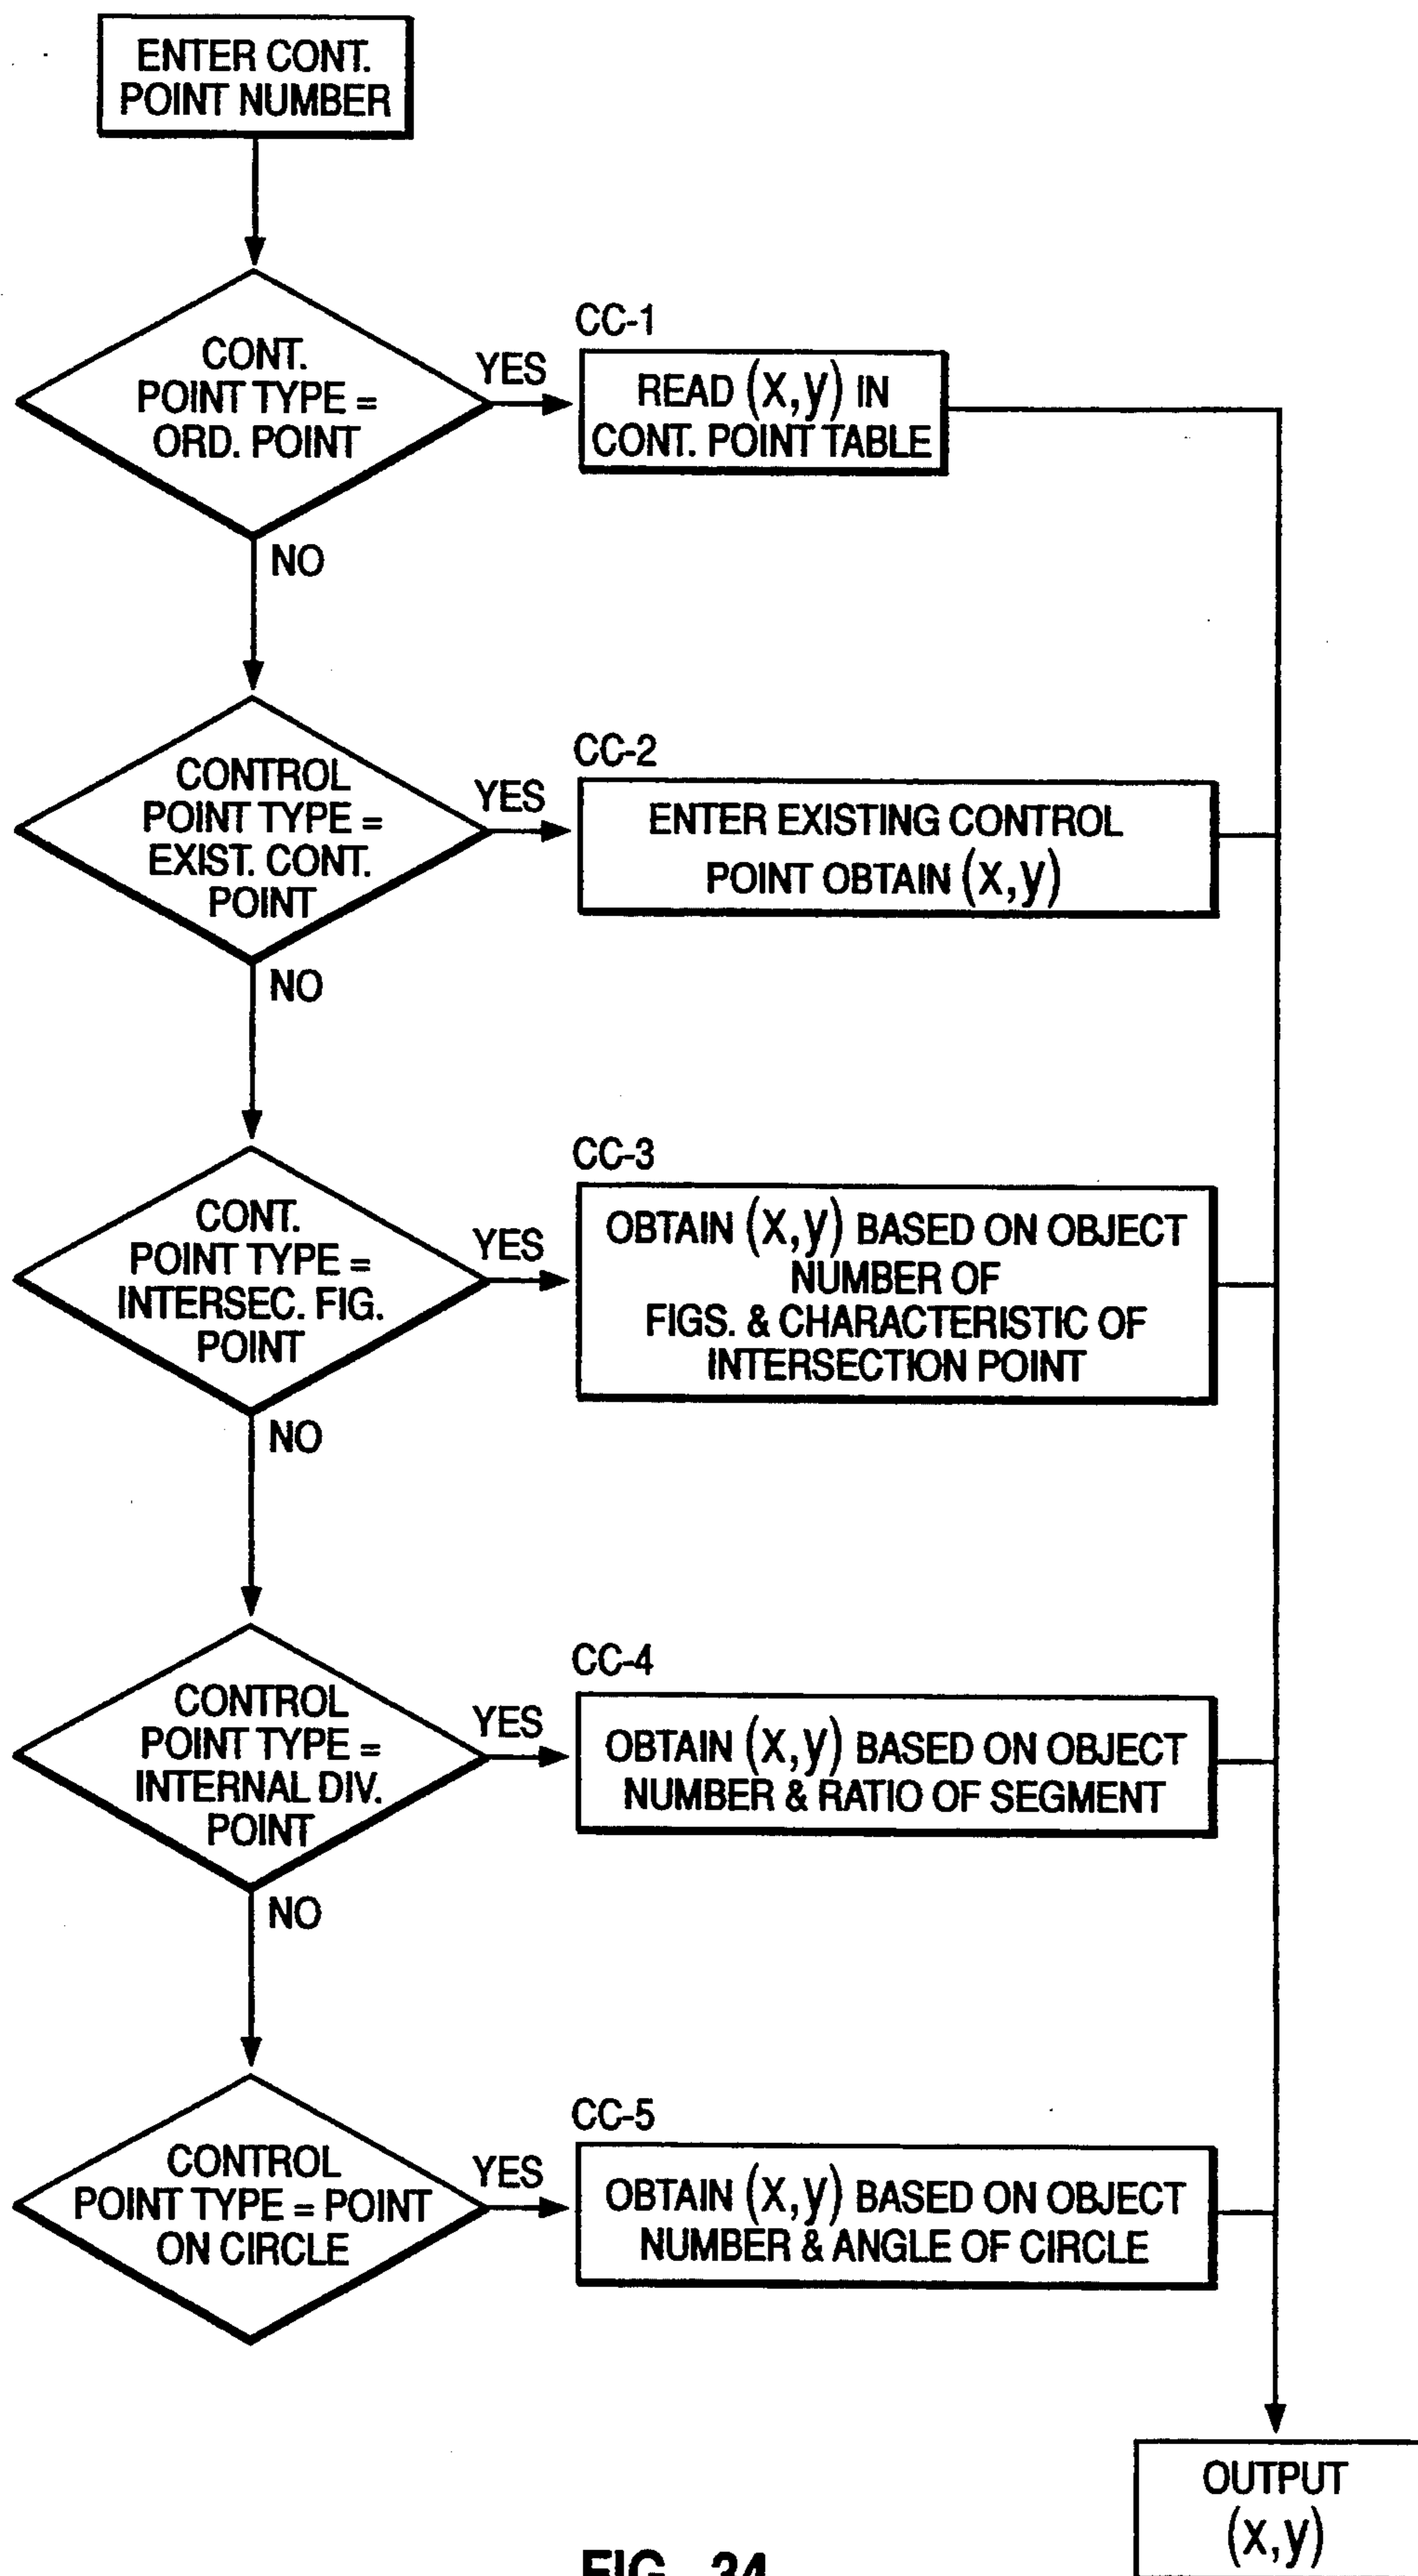 ENTER CONT.
POINT NUMBER
CONT.
POINT TYPE =
ORD. POINT
YES
NO
CC-1
READ (x,y) IN
CONT. POINT TABLE
CONTROL
POINT TYPE =
EXIST. CONT.
POINT
YES
NO
CC-2
ENTER EXISTING CONTROL
POINT OBTAIN (x,y)
CONT.
POINT TYPE =
INTERSEC. FIG.
POINT
YES
NO
CC-3
OBTAIN (x,y) BASED ON OBJECT
NUMBER OF
FIGS. & CHARACTERISTIC OF
INTERSECTION POINT
CONTROL
POINT TYPE =
INTERNAL DIV.
POINT
YES
NO
CC-4
OBTAIN (x,y) BASED ON OBJECT
NUMBER & RATIO OF SEGMENT
CONTROL
POINT TYPE = POINT
ON CIRCLE
YES
CC-5
OBTAIN (x,y) BASED ON OBJECT
NUMBER & ANGLE OF CIRCLE
OUTPUT
(x,y)
FIG. 34